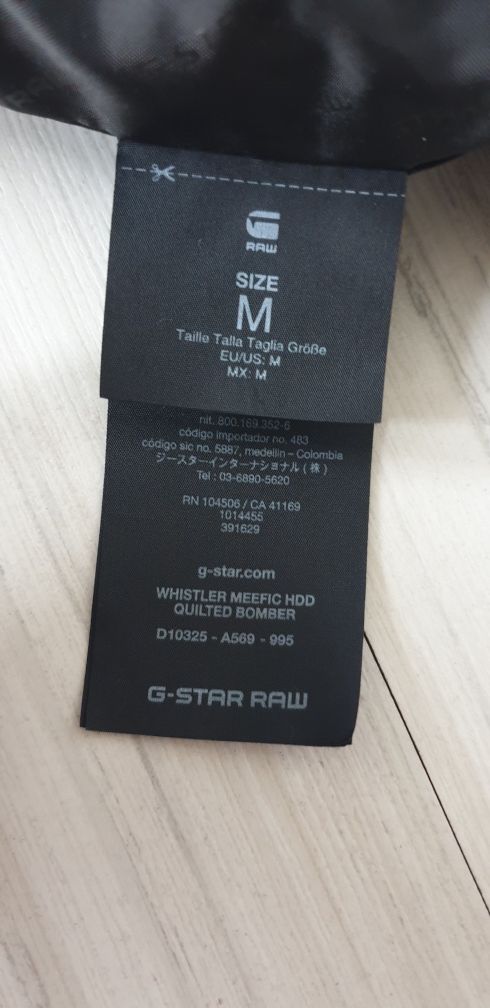 RAW
SIZE
M
Taille Talla Taglia Größe
EU/US: M
MX: M
nit. 800.169.352-6
código importador no. 483
código sic no. 5887, medellin – Colombia
ジースターインターナショナル(株)
Tel : 03-6890-5620
RN 104506 / CA 41169
1014455
391629
g-star.com
WHISTLER MEEFIC HDD
QUILTED BOMBER
D10325 - A569 - 995
G-STAR RAW